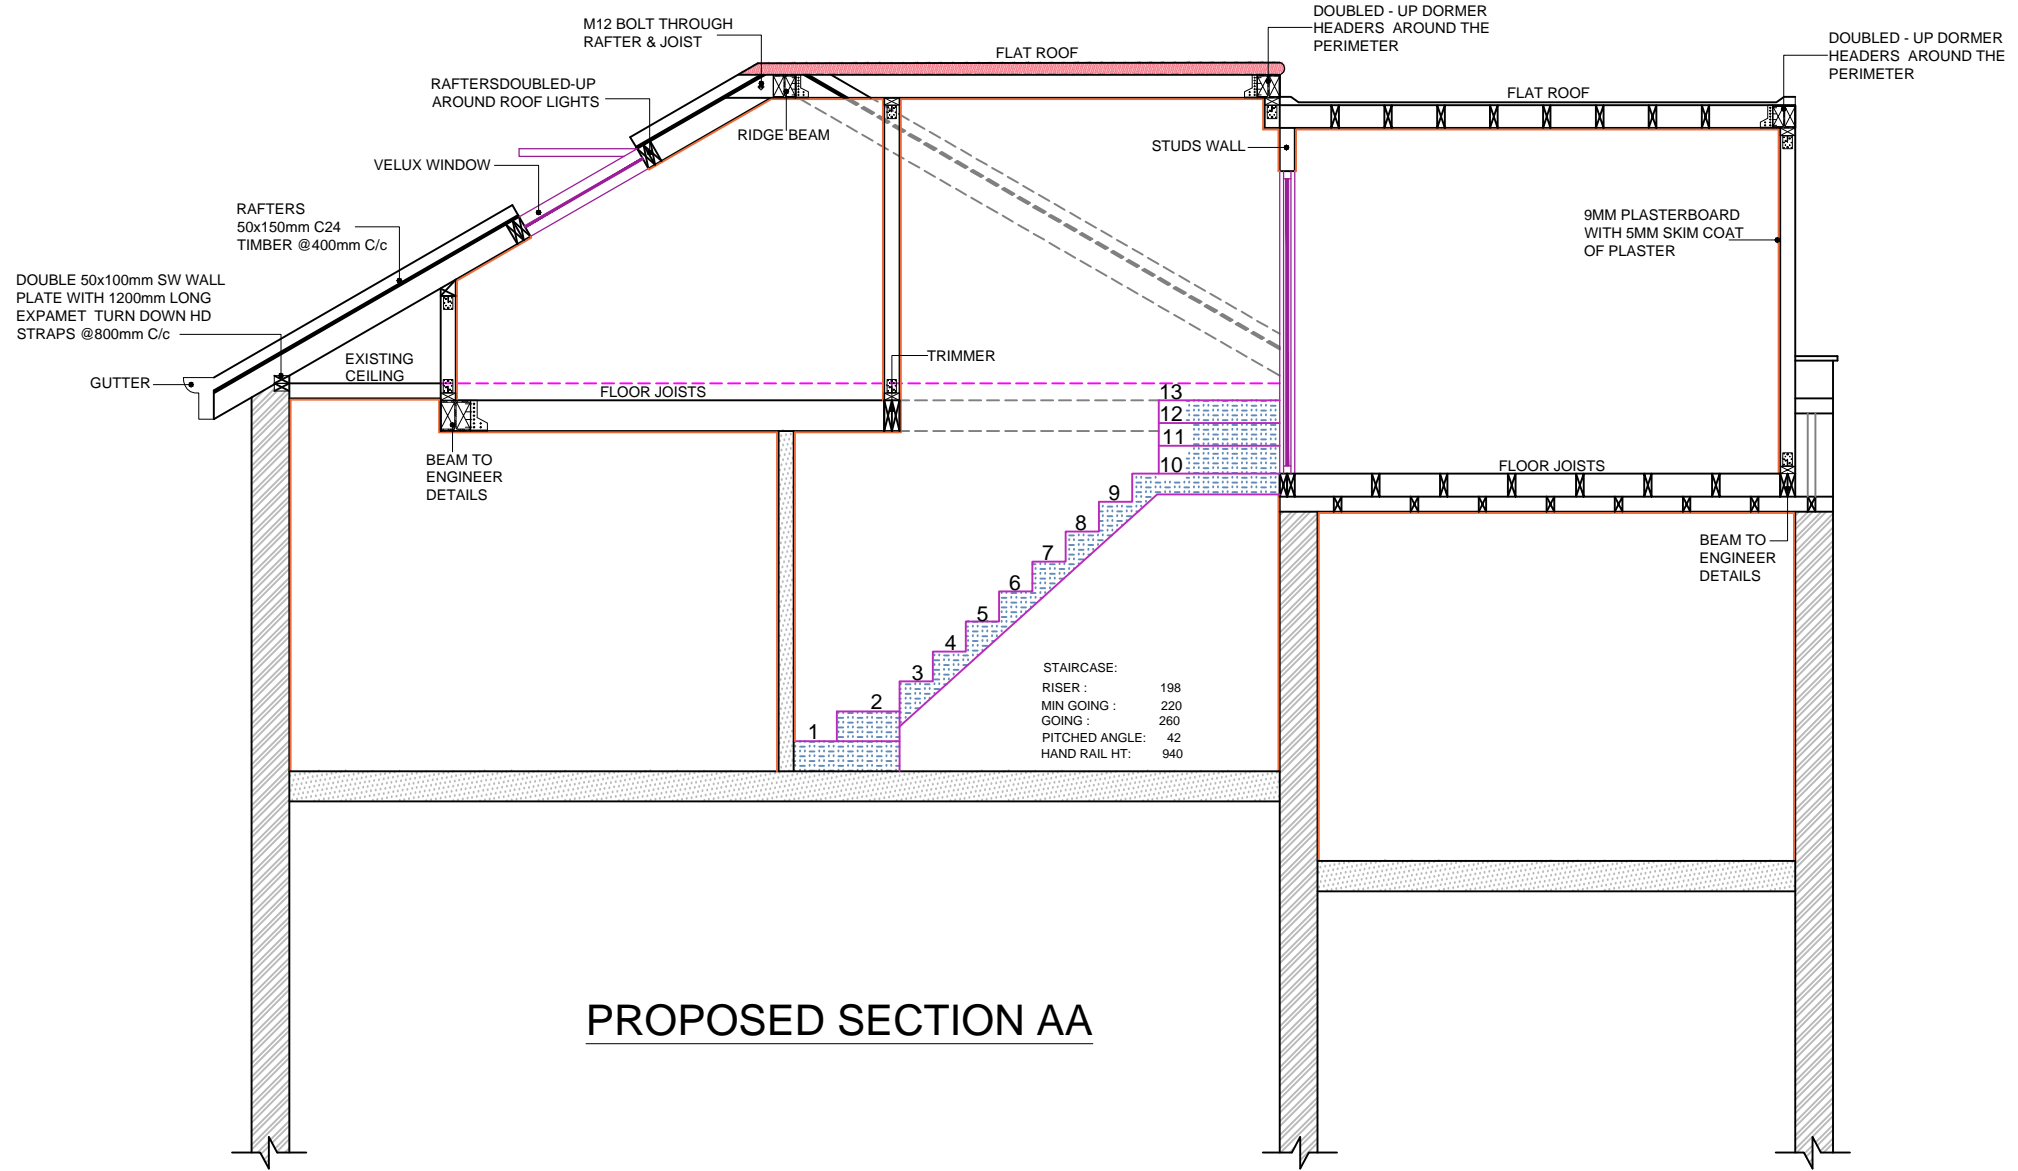 M12 BOLT THROUGH
RAFTER & JOIST
FLAT ROOF
DOUBLED - UP DORMER
HEADERS AROUND THE
PERIMETER
DOUBLED - UP DORMER
HEADERS AROUND THE
PERIMETER
RAFTERSDOUBLED-UP
AROUND ROOF LIGHTS
FLAT ROOF
RIDGE BEAM
STUDS WALL
VELUX WINDOW
RAFTERS
50x150mm C24
TIMBER @400mm C/c
9MM PLASTERBOARD
WITH 5MM SKIM COAT
OF PLASTER
DOUBLE 50x100mm SW WALL
PLATE WITH 1200mm LONG
EXPAMET TURN DOWN HD
STRAPS @800mm C/c
GUTTER
EXISTING
CEILING
TRIMMER
FLOOR JOISTS
13
12
11
10
9
8
7
6
5
4
3
2
1
BEAM TO
ENGINEER
DETAILS
FLOOR JOISTS
BEAM TO
ENGINEER
DETAILS
STAIRCASE:
RISER : 198
MIN GOING : 220
GOING : 260
PITCHED ANGLE: 42
HAND RAIL HT: 940
PROPOSED SECTION AA